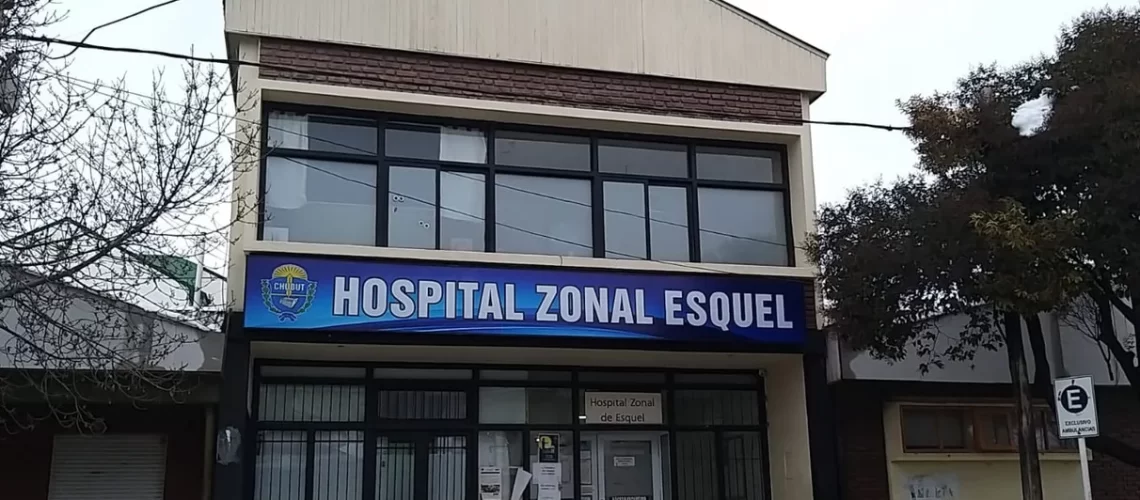 CHUBUT
HOSPITAL ZONAL ESQUEL
Hospital Zonal
de Esquel
E
EXCLUSIVO
AMBULANCIAS